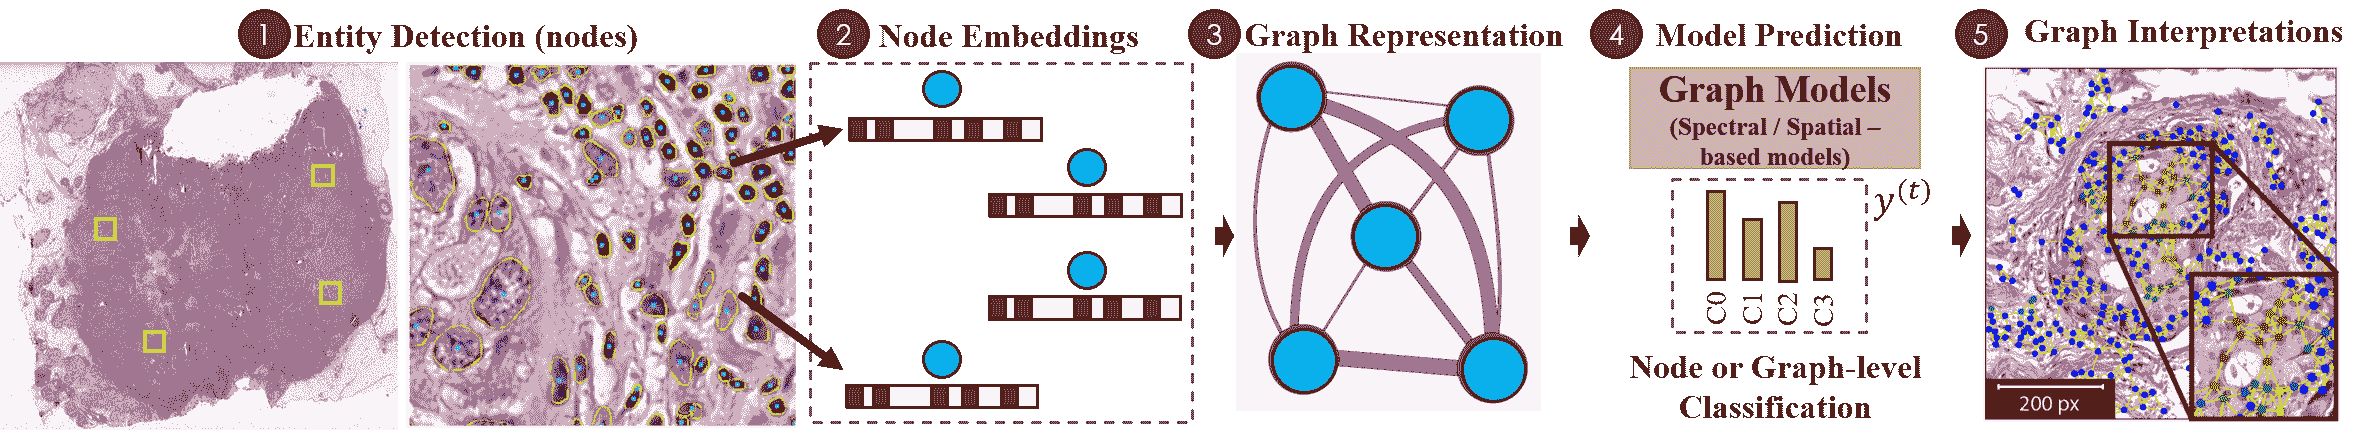 1 Entity Detection (nodes)
2 Node Embeddings
3 Graph Representation
4 Model Prediction
Graph Models
(Spectral / Spatial –
based models)
y(t)
C0 C1 C2 C3
Node or Graph-level
Classification
5 Graph Interpretations
200 px